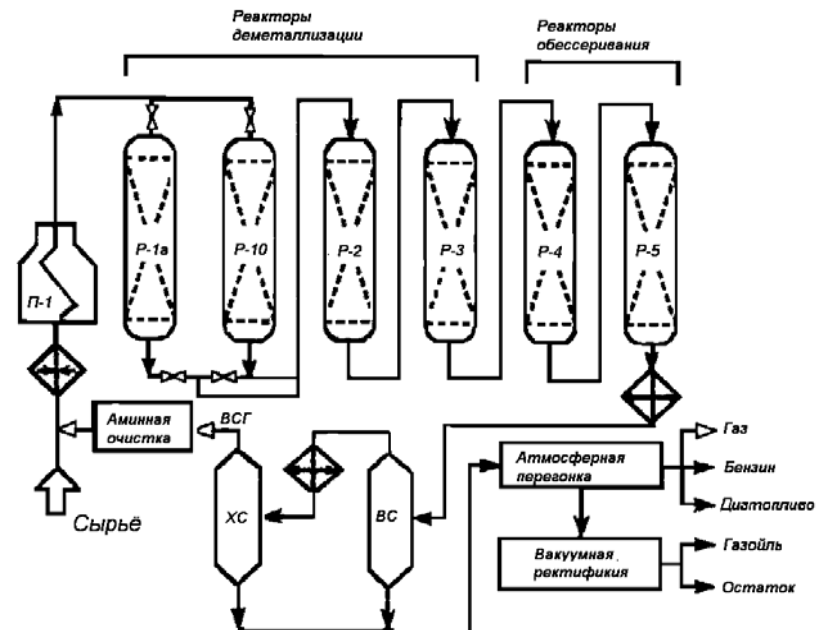 Реакторы
деметаллизации
Реакторы
обессеривания
Р-1а
Р-10
Р-2
Р-3
Р-4
Р-5
П-1
Аминная
очистка
ВСГ
Сырьё
ХС
ВС
Атмосферная
перегонка
Вакуумная
ректификия
Газ
Бензин
Дизтопливо
Газойль
Остаток